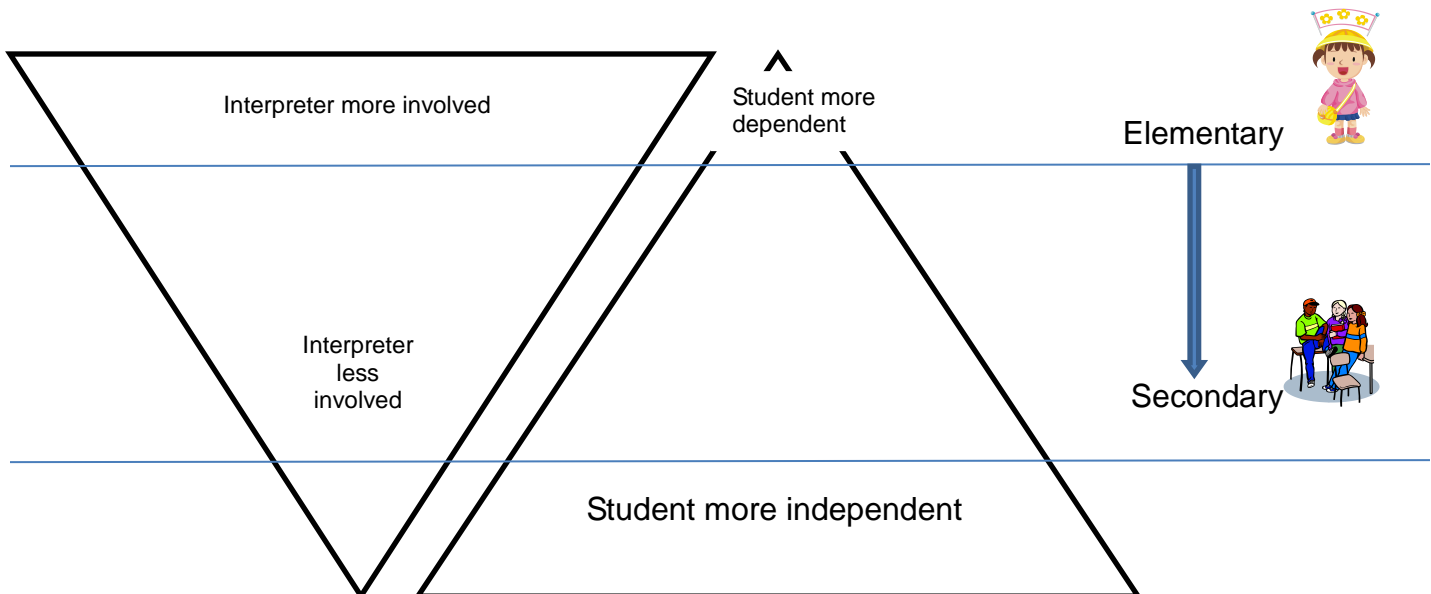 Interpreter more involved
Student more
dependent
Elementary
Interpreter
less
involved
Secondary
Student more independent